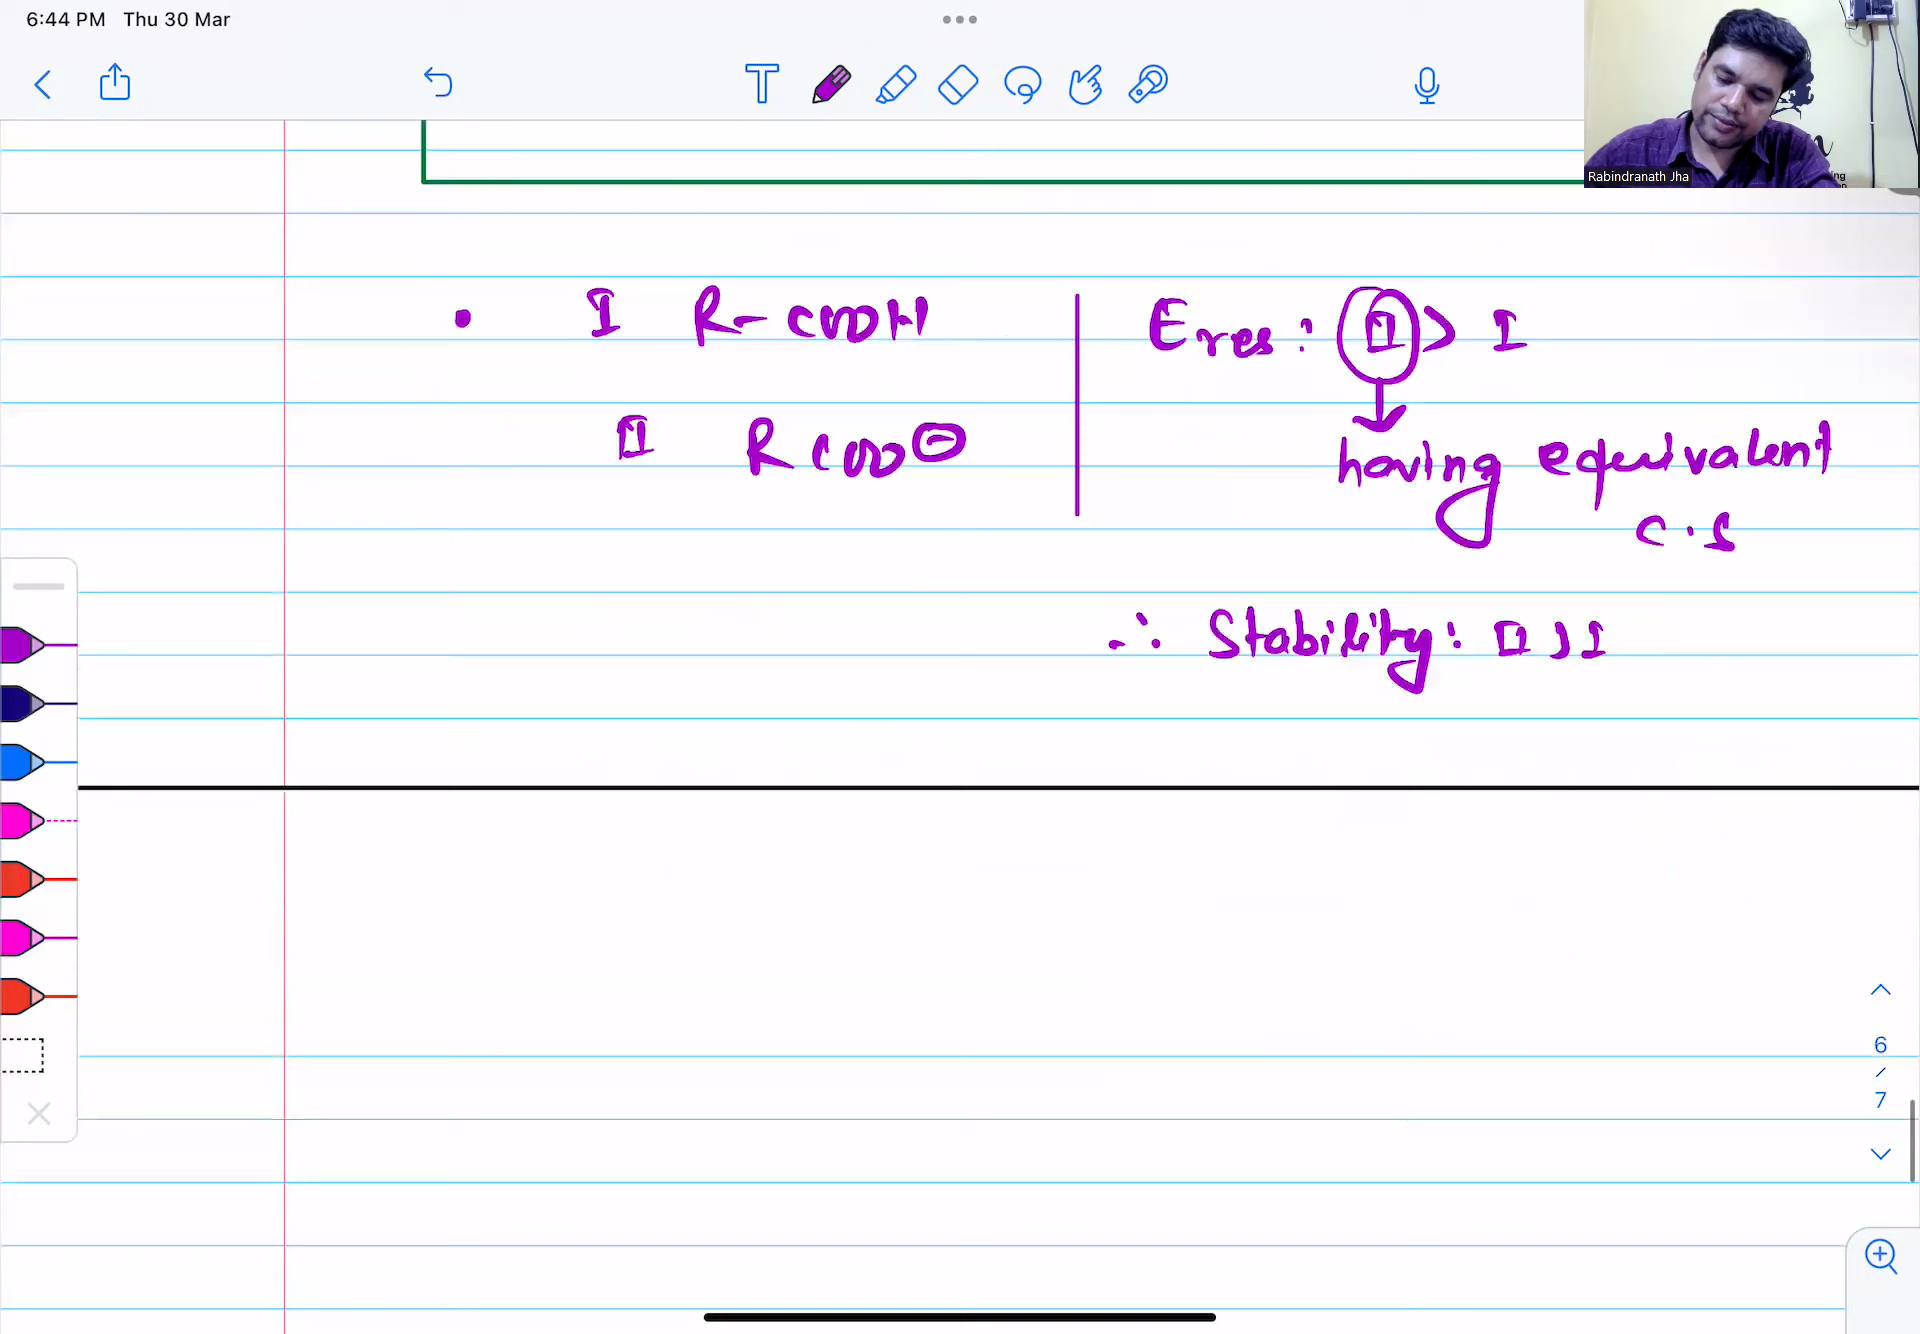 6:44 PM Thu 30 Mar
Rabindranath Jha
ing
• I R-COOH
II RCOO⊖
Eres: II > I
having equivalent
C.S
∴ Stability: II > I
6
/
7